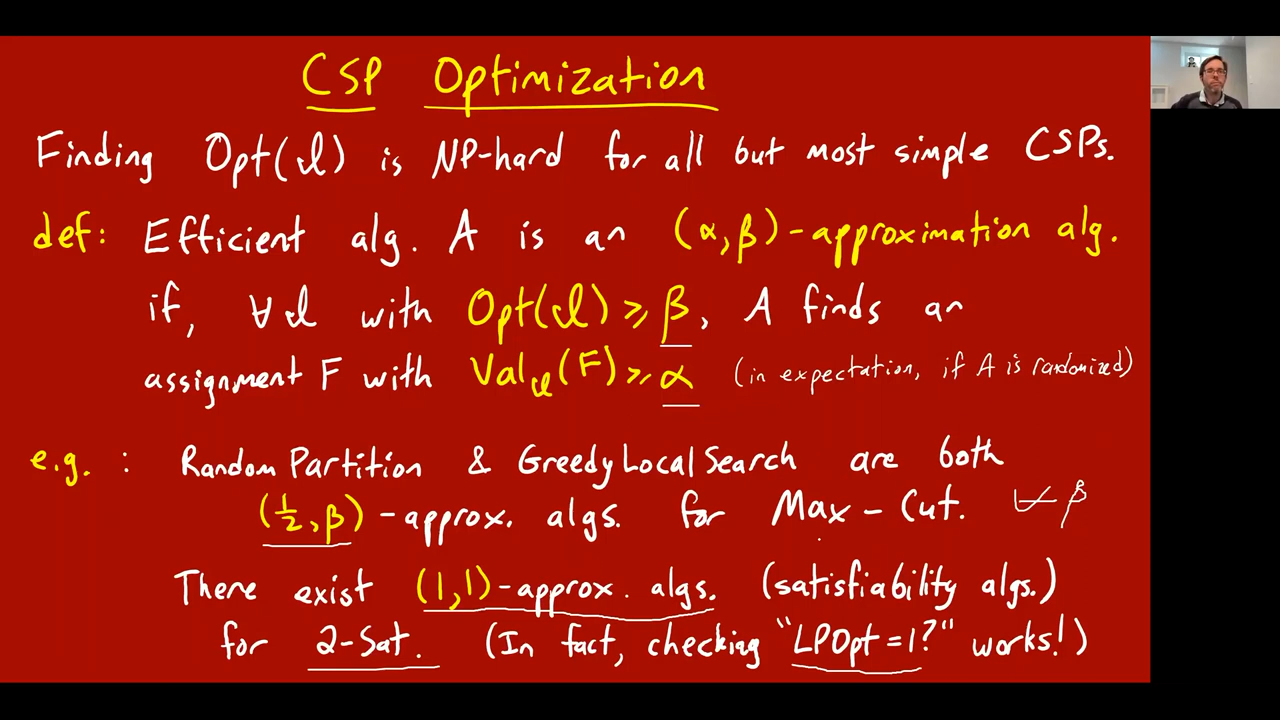 CSP Optimization
Finding Opt(ℐ) is NP-hard for all but most simple CSPs.
def: Efficient alg. A is an (α,β)-approximation alg.
if, ∀ℐ with Opt(ℐ) ≥ β, A finds an
assignment F with Val_ℐ(F) ≥ α (in expectation, if A is randomized)
e.g. : Random Partition & Greedy Local Search are both
(½,β)-approx. algs. for Max-Cut. ∀ β
There exist (1,1)-approx. algs. (satisfiability algs.)
for 2-Sat. (In fact, checking "LPOpt = 1?" works!)